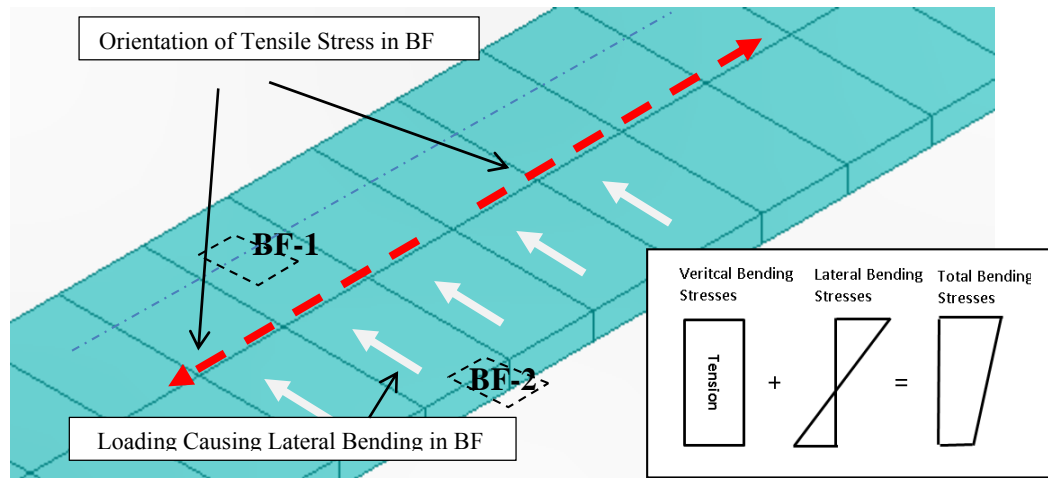 Orientation of Tensile Stress in BF
BF-1
BF-2
Loading Causing Lateral Bending in BF
Veritcal Bending
Stresses
Lateral Bending
Stresses
Total Bending
Stresses
Tension
+
=